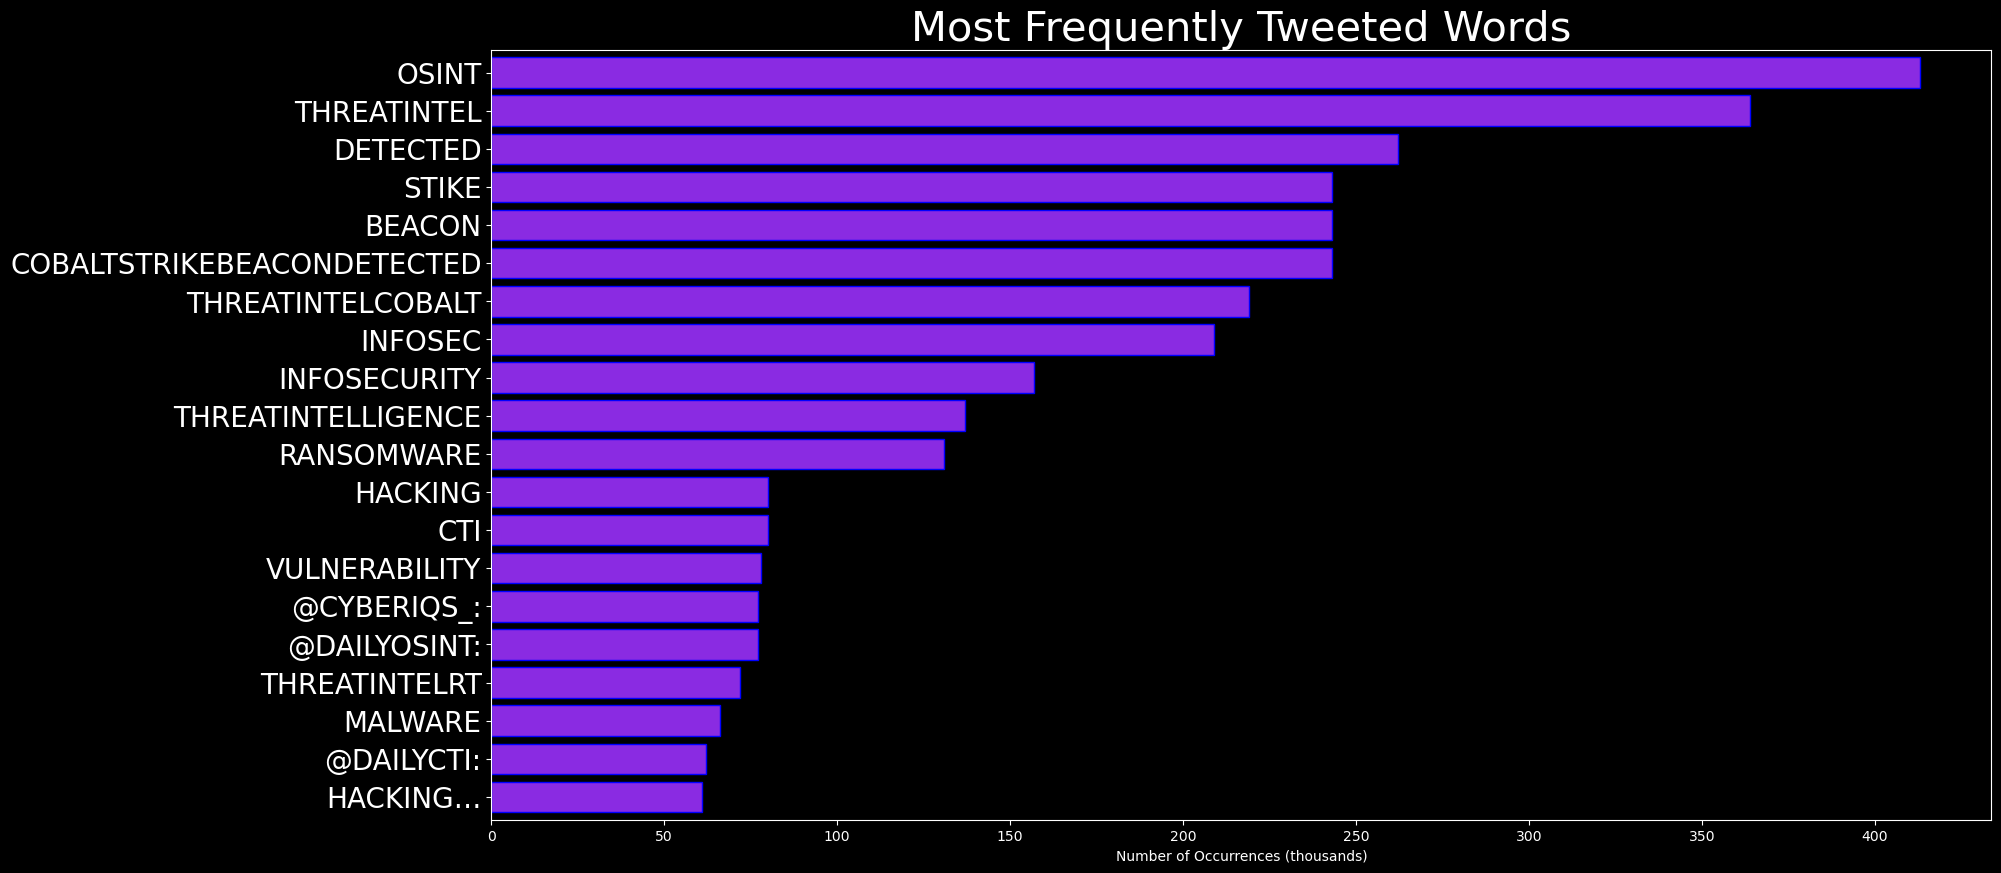 Most Frequently Tweeted Words
OSINT
THREATINTEL
DETECTED
STIKE
BEACON
COBALTSTRIKEBEACONDETECTED
THREATINTELCOBALT
INFOSEC
INFOSECURITY
THREATINTELLIGENCE
RANSOMWARE
HACKING
CTI
VULNERABILITY
@CYBERIQS_:
@DAILYOSINT:
THREATINTELRT
MALWARE
@DAILYCTI:
HACKING…
0 50 100 150 200 250 300 350 400
Number of Occurrences (thousands)